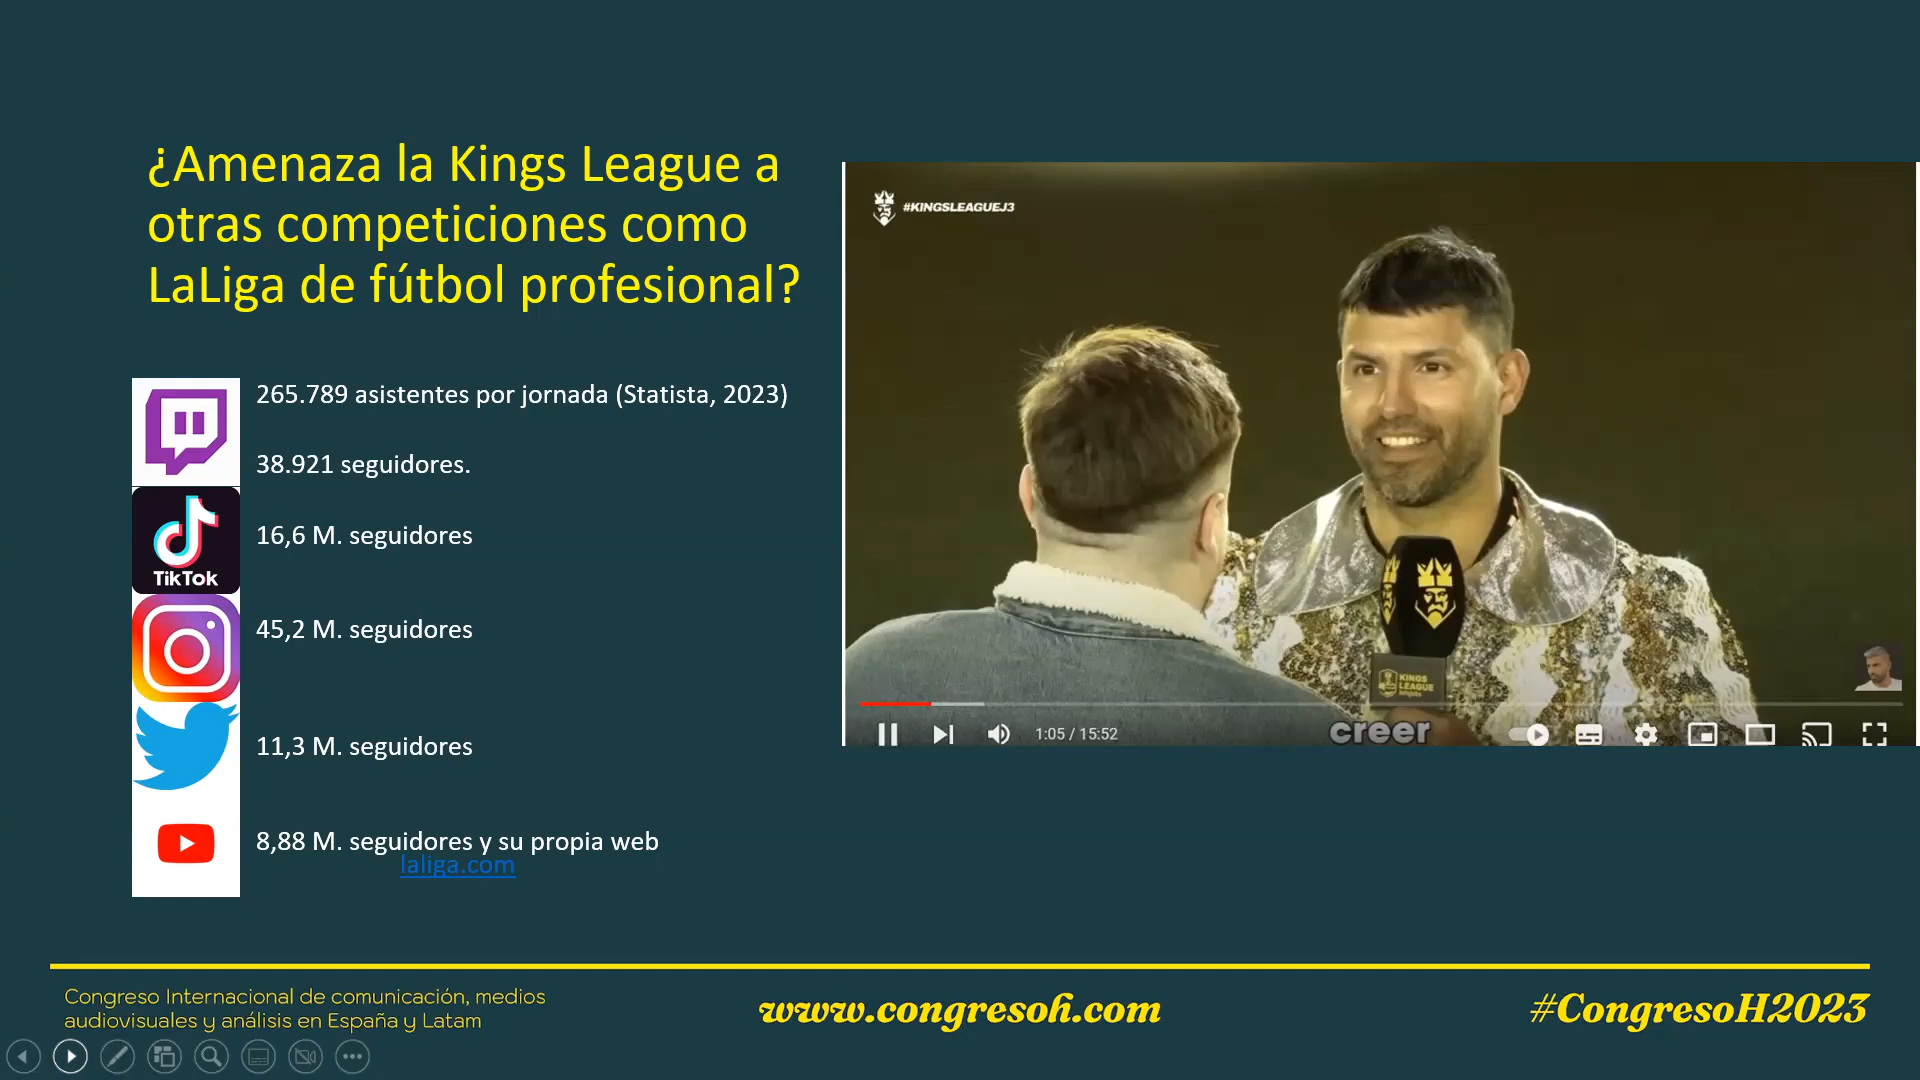 ¿Amenaza la Kings League a
otras competiciones como
LaLiga de fútbol profesional?
265.789 asistentes por jornada (Statista, 2023)
38.921 seguidores.
TikTok
16,6 M. seguidores
45,2 M. seguidores
11,3 M. seguidores
8,88 M. seguidores y su propia web
laliga.com
#KINGSLEAGUEJ3
KINGS
LEAGUE
creer
1:05 / 15:52
Congreso Internacional de comunicación, medios
audiovisuales y análisis en España y Latam
www.congresoh.com
#CongresoH2023